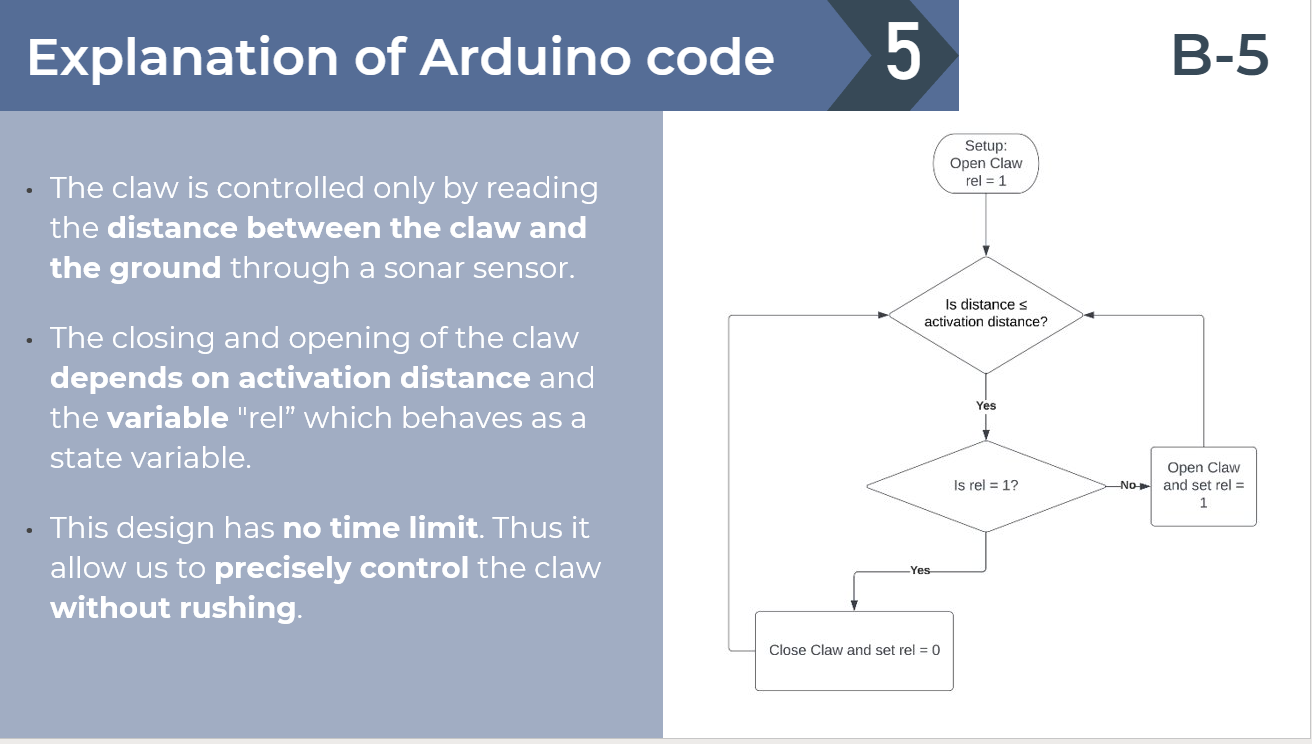 Explanation of Arduino code
5
B-5
• The claw is controlled only by reading
the distance between the claw and
the ground through a sonar sensor.
• The closing and opening of the claw
depends on activation distance and
the variable "rel” which behaves as a
state variable.
• This design has no time limit. Thus it
allow us to precisely control the claw
without rushing.
Setup:
Open Claw
rel = 1
Is distance ≤
activation distance?
Yes
Is rel = 1?
No
Open Claw
and set rel =
1
Yes
Close Claw and set rel = 0